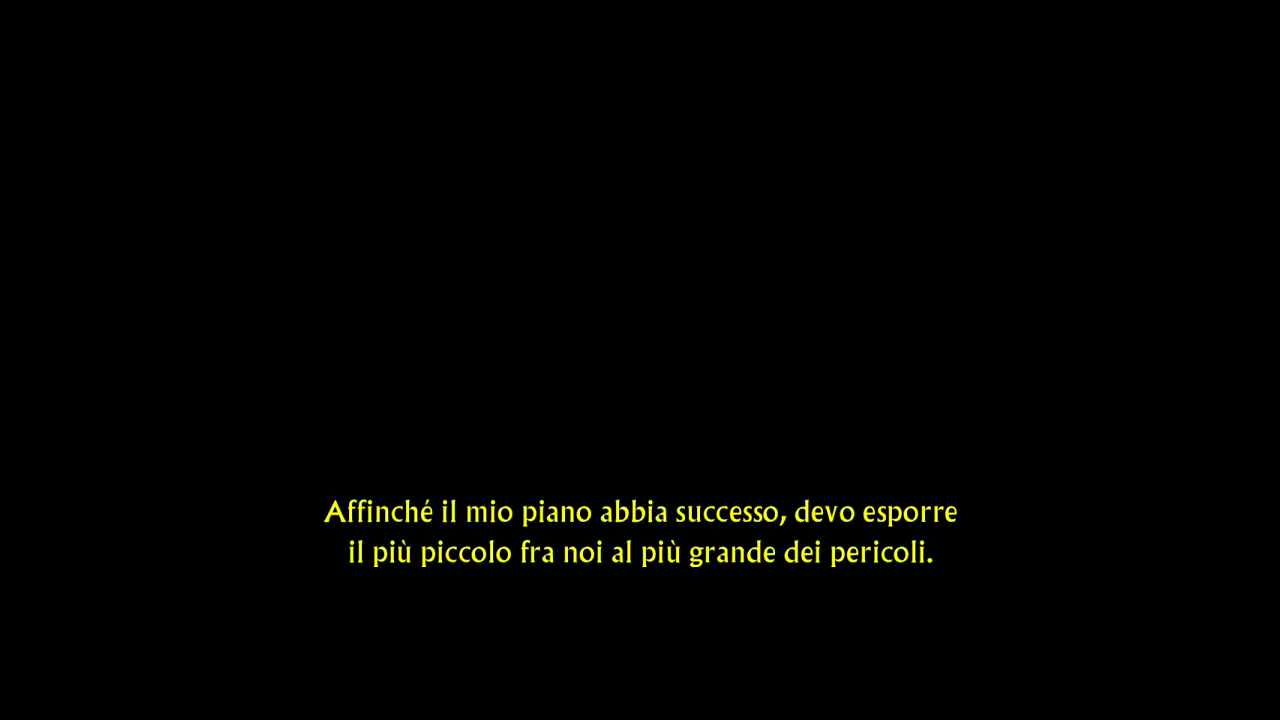 Affinché il mio piano abbia successo, devo esporre
il più piccolo fra noi al più grande dei pericoli.